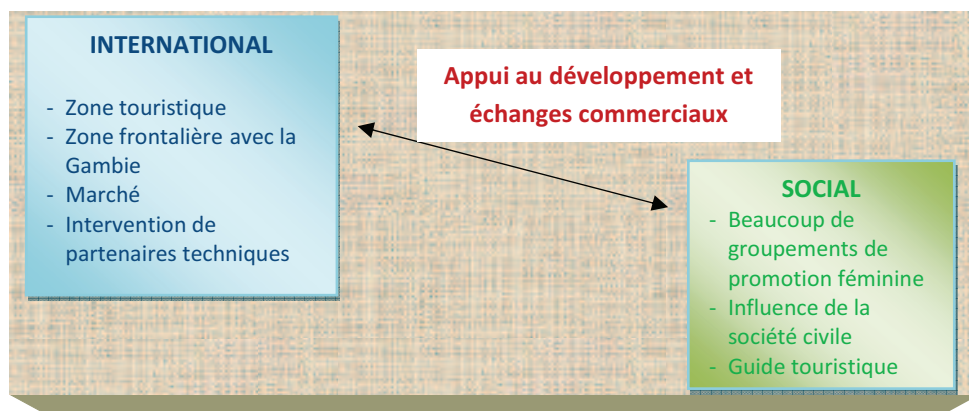 INTERNATIONAL
- Zone touristique
- Zone frontalière avec la
Gambie
- Marché
- Intervention de
partenaires techniques
Appui au développement et
échanges commerciaux
SOCIAL
- Beaucoup de
groupements de
promotion féminine
- Influence de la
société civile
- Guide touristique